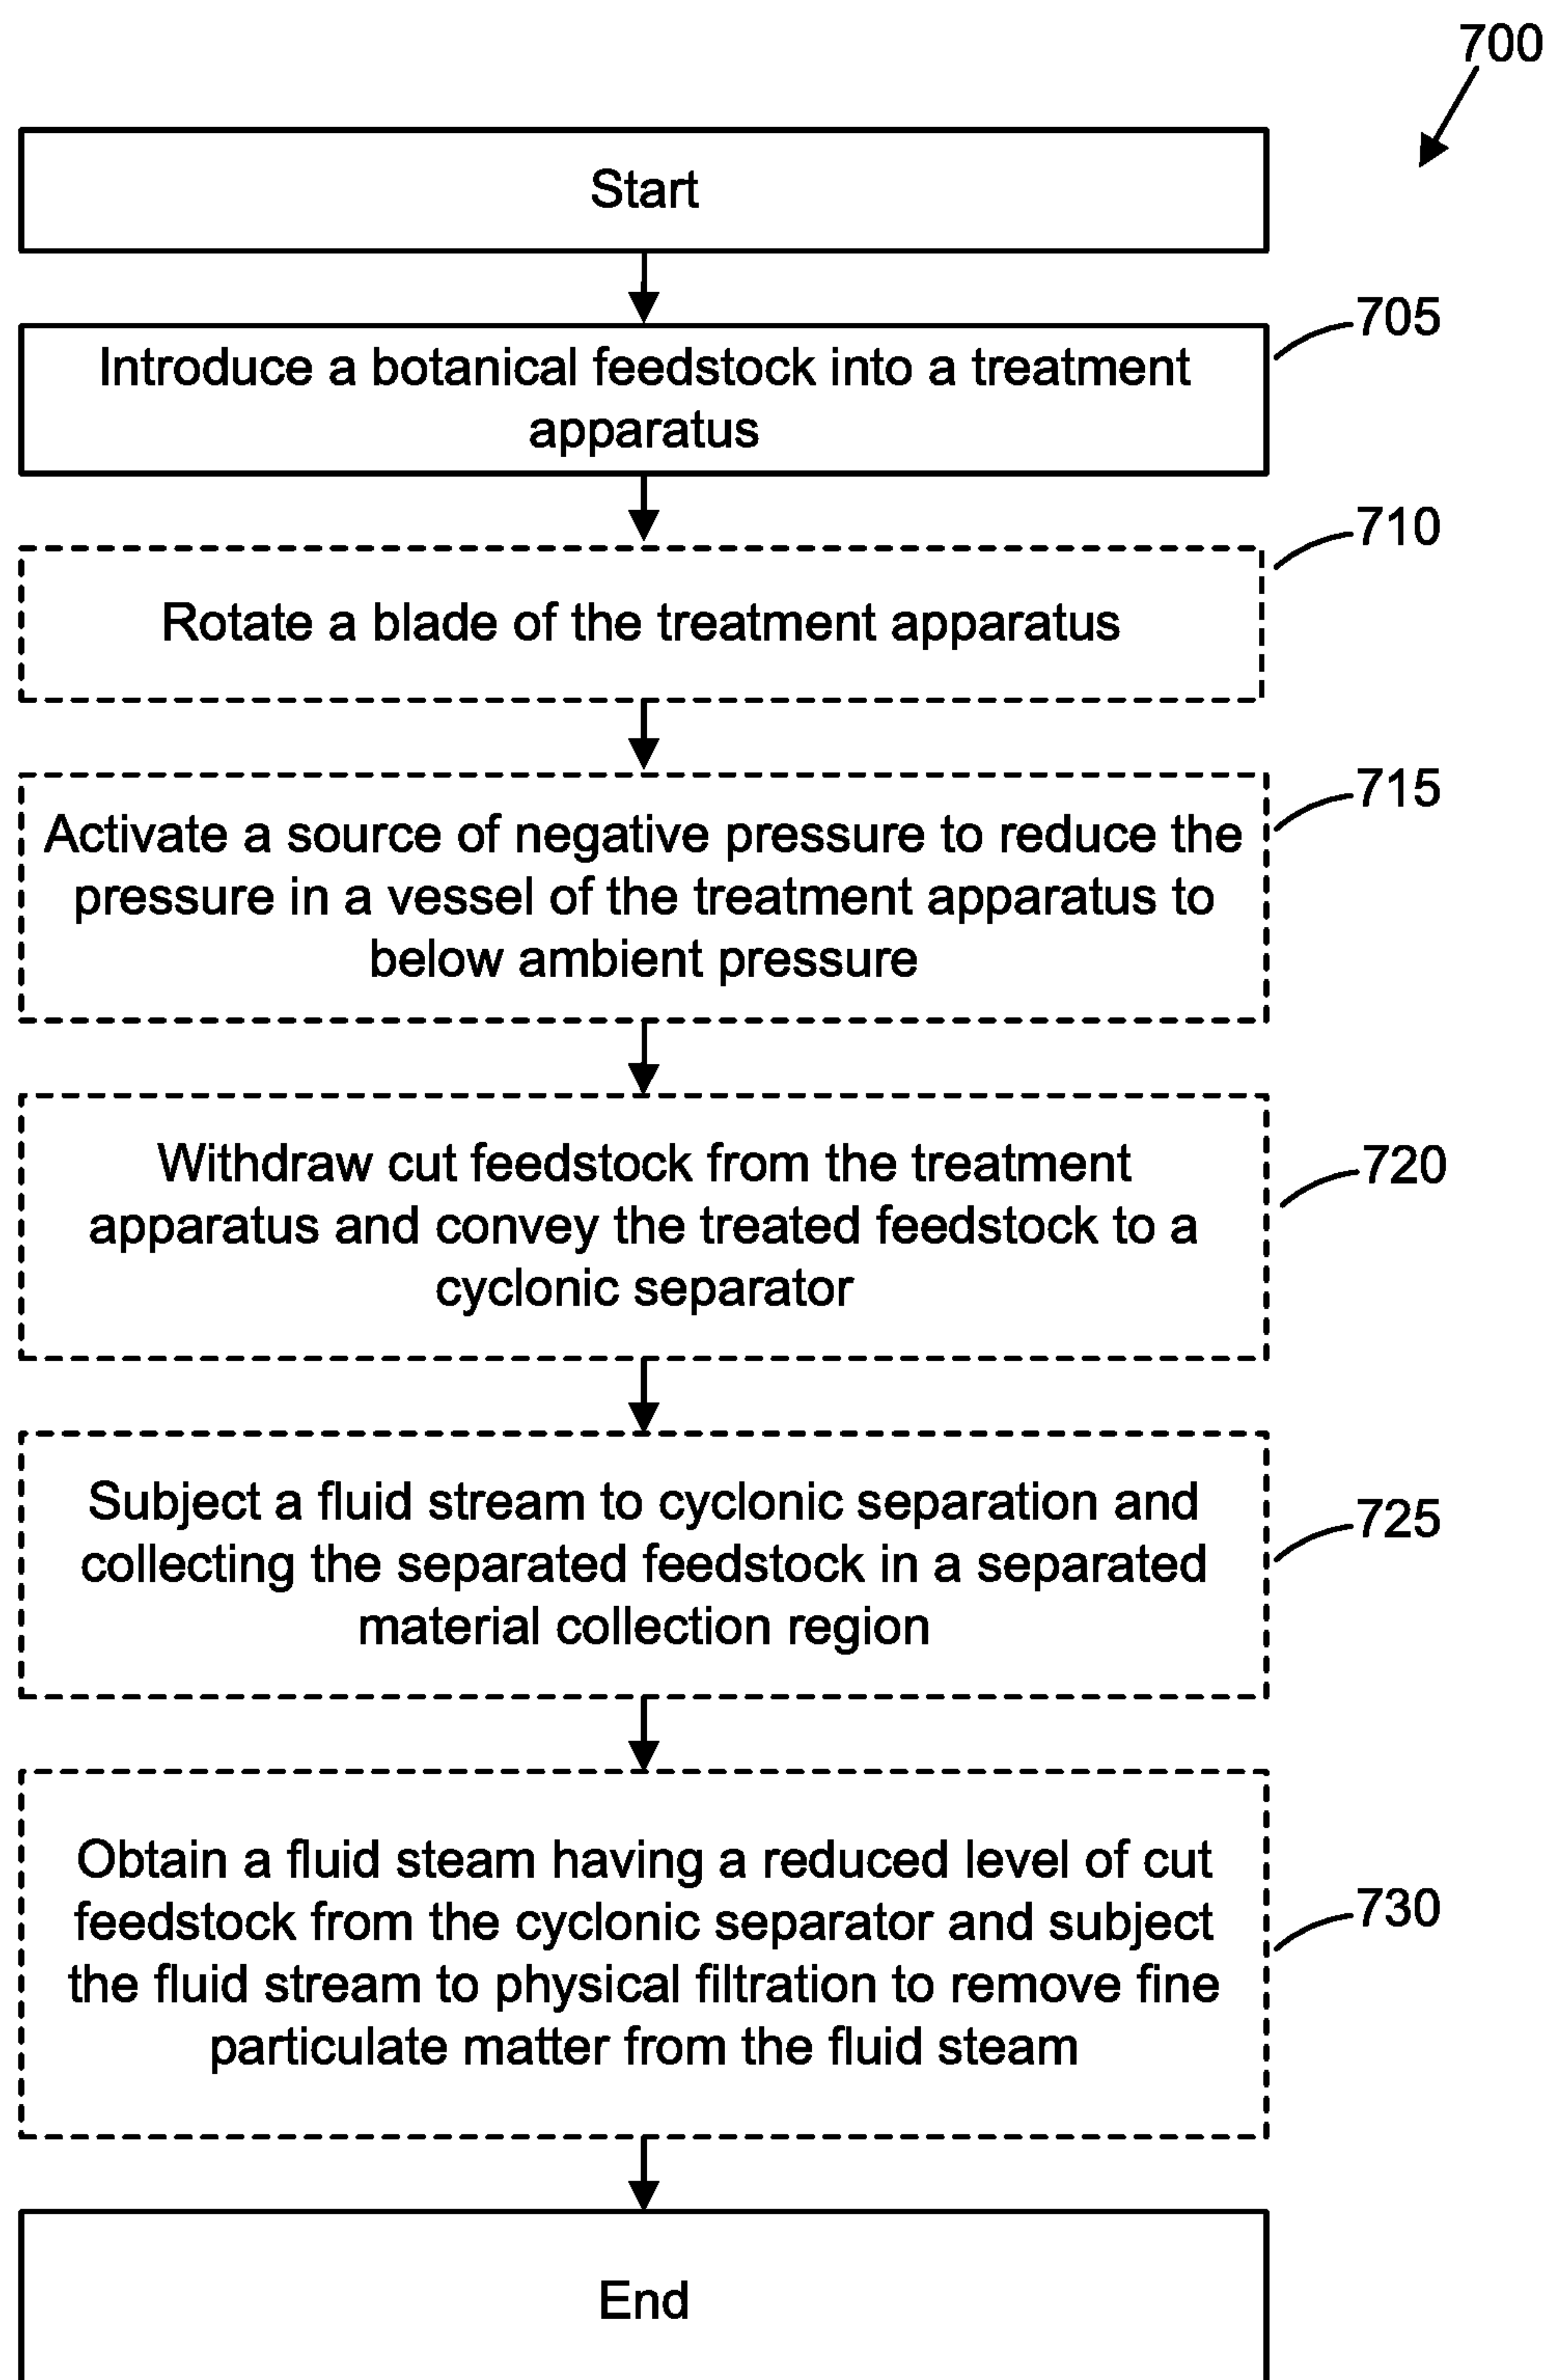 700
Start
705
Introduce a botanical feedstock into a treatment
apparatus
710
Rotate a blade of the treatment apparatus
715
Activate a source of negative pressure to reduce the
pressure in a vessel of the treatment apparatus to
below ambient pressure
720
Withdraw cut feedstock from the treatment
apparatus and convey the treated feedstock to a
cyclonic separator
725
Subject a fluid stream to cyclonic separation and
collecting the separated feedstock in a separated
material collection region
730
Obtain a fluid steam having a reduced level of cut
feedstock from the cyclonic separator and subject
the fluid stream to physical filtration to remove fine
particulate matter from the fluid steam
End